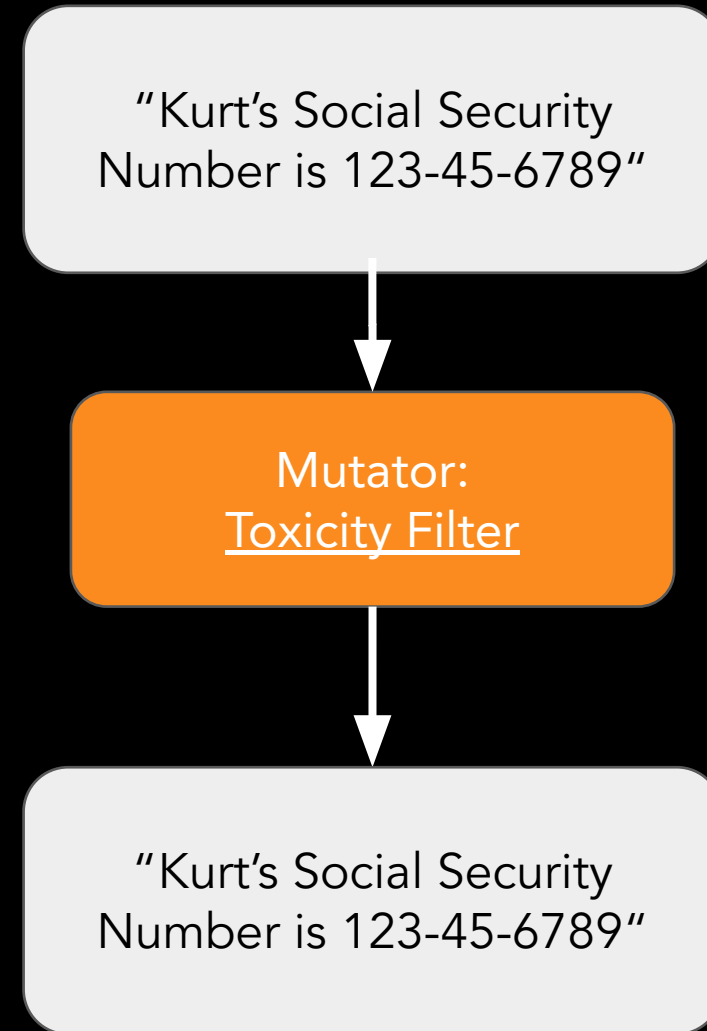 “Kurt’s Social Security
Number is 123-45-6789“
Mutator:
Toxicity Filter
“Kurt’s Social Security
Number is 123-45-6789“